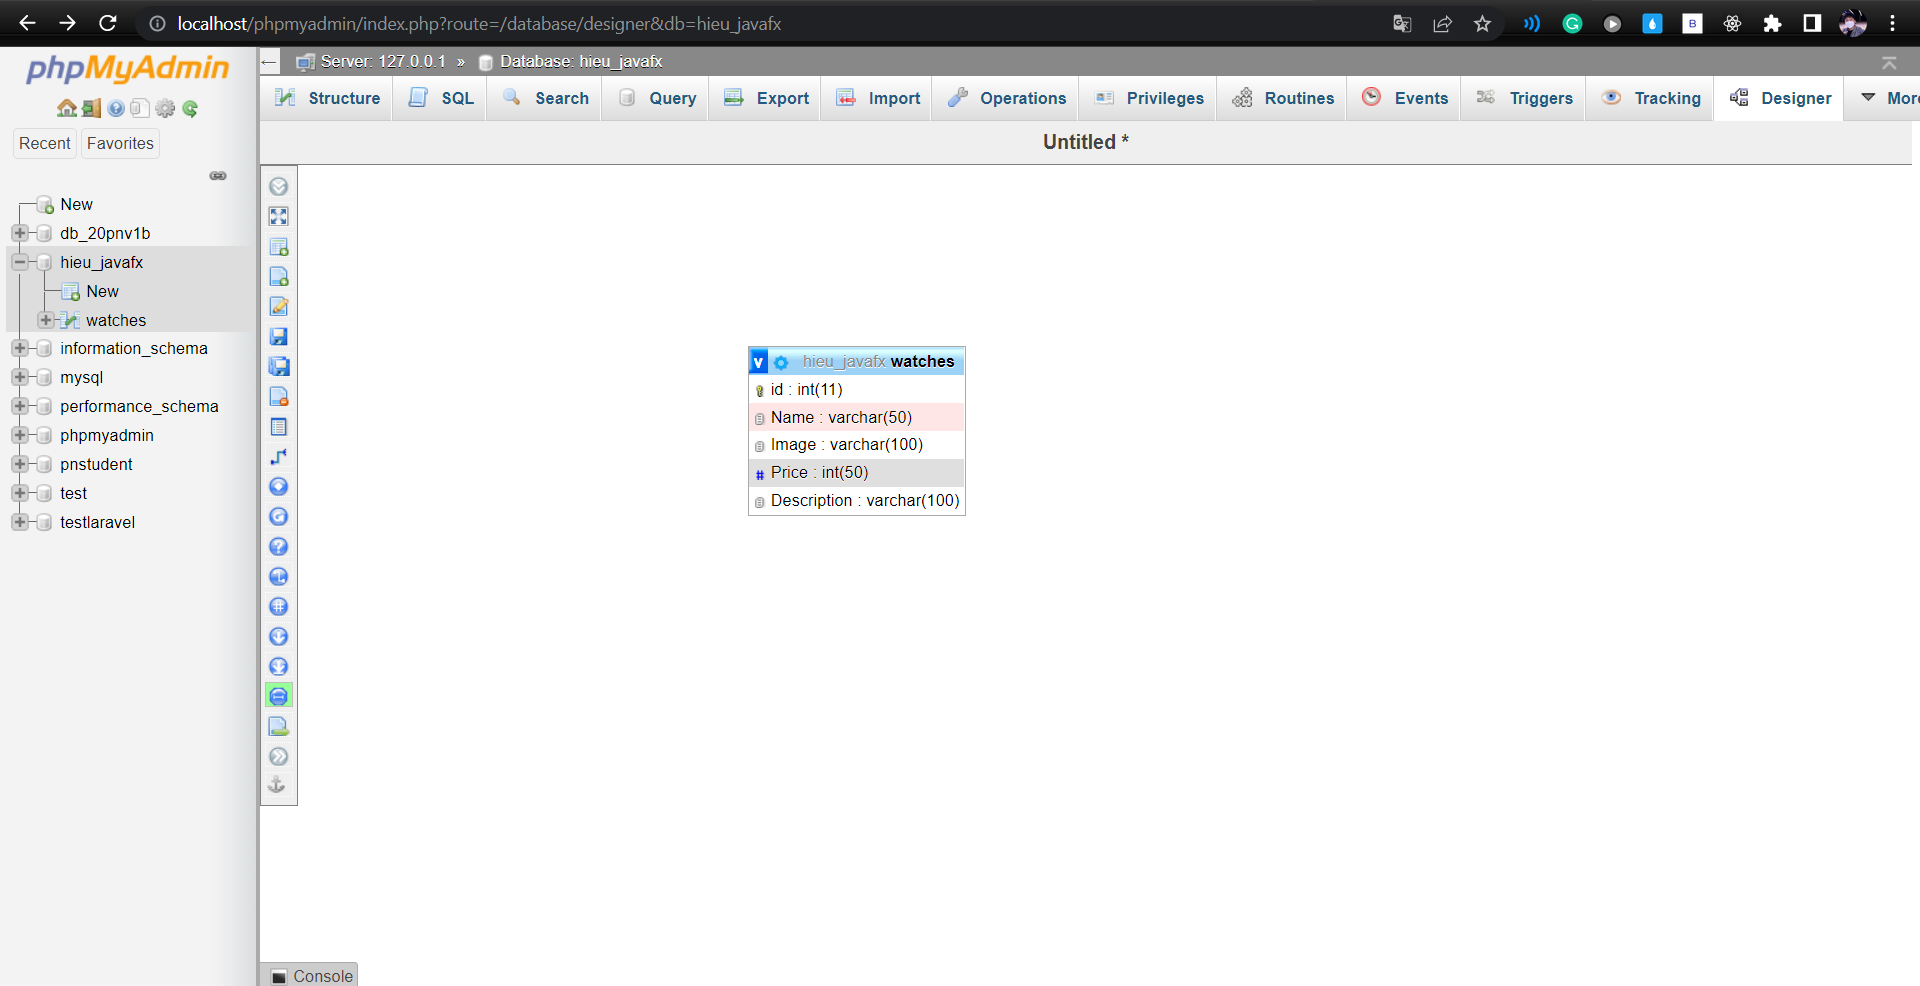 localhost/phpmyadmin/index.php?route=/database/designer&db=hieu_javafx
phpMyAdmin
Recent
Favorites
New
db_20pnv1b
hieu_javafx
New
watches
information_schema
mysql
performance_schema
phpmyadmin
pnstudent
test
testlaravel
Server: 127.0.0.1 » Database: hieu_javafx
Structure SQL Search Query Export Import Operations Privileges Routines Events Triggers Tracking Designer More
Untitled *
v hieu_javafx watches
id : int(11)
Name : varchar(50)
Image : varchar(100)
# Price : int(50)
Description : varchar(100)
Console